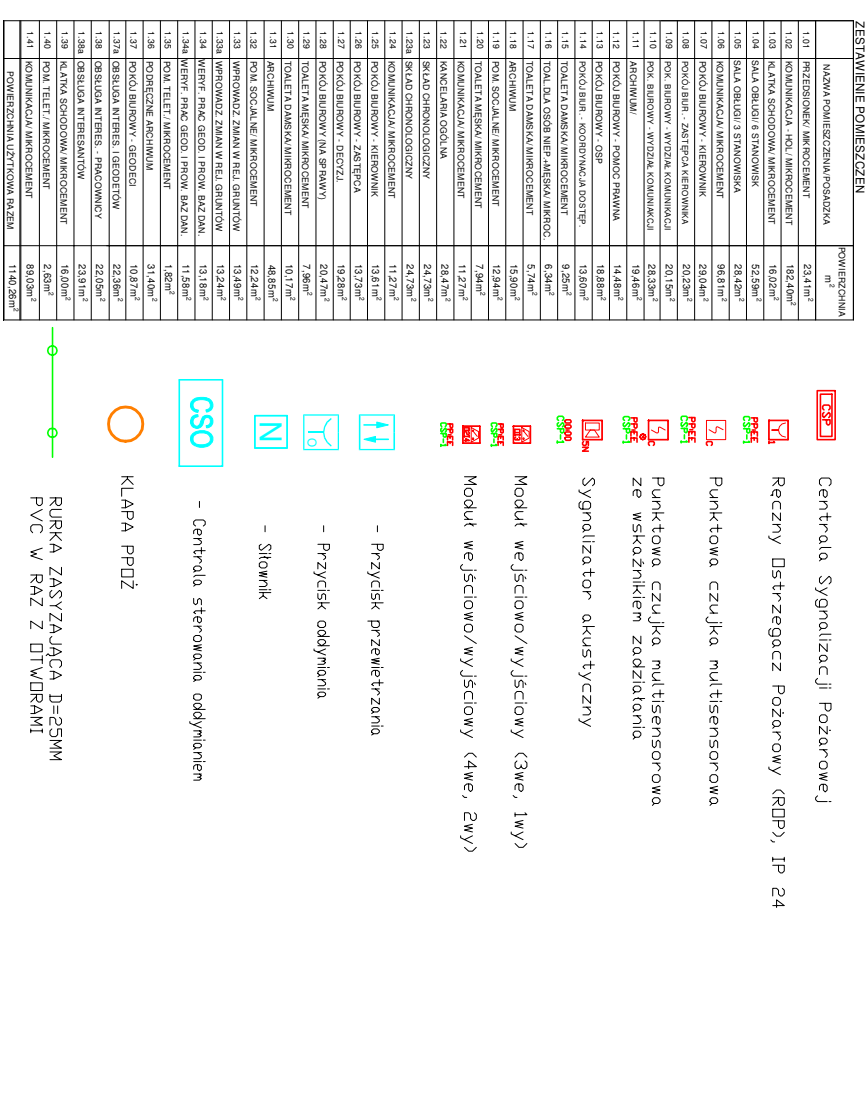 ZESTAWIENIE POMIESZCZEŃ
NAZWA POMIESZCZENIA/POSADZKA POWIERZCHNIA m²
1.01 PRZEDSIONEK/ MIKROCEMENT 23,41m²
1.02 KOMUNIKACJA - HOL / MIKROCEMENT 182,40m²
1.03 KLATKA SCHODOWA/ MIKROCEMENT 16,02m²
1.04 SALA OBŁUGI/ 6 STANOWISK 52,59m²
1.05 SALA OBŁUGI/ 3 STANOWISKA 28,42m²
1.06 KOMUNIKACJA/ MIKROCEMENT 96,81m²
1.07 POKÓJ BIUROWY - KIEROWNIK 29,04m²
1.08 POKÓJ BIUR.- ZASTĘPCA KIEROWNIKA 20,23m²
1.09 POK. BIUROWY - WYDZIAŁ KOMUNIKACJI 20,15m²
1.10 POK. BIUROWY - WYDZIAŁ KOMUNIAKCJI 28,33m²
1.11 ARCHIWUM/ 19,46m²
1.12 POKÓJ BIUROWY - POMOC PRAWNA 14,48m²
1.13 POKÓJ BIUROWY - OSP 18,88m²
1.14 POKÓJ BIUR.- KOORDYNACJA DOSTĘP. 13,60m²
1.15 TOALETA DAMSKA/ MIKROCEMENT 9,25m²
1.16 TOAL. DLA OSÓB NIEP.-MĘSKA/ MIKROC. 6,34m²
1.17 TOALETA DAMSKA/ MIKROCEMENT 5,74m²
1.18 ARCHIWUM 15,90m²
1.19 POM. SOCJALNE/ MIKROCEMENT 12,94m²
1.20 TOALETA MĘSKA/ MIKROCEMENT 7,94m²
1.21 KOMUNIKACJA/ MIKROCEMENT 11,27m²
1.22 KANCELARIA OGÓLNA 28,47m²
1.23 SKŁAD CHRONOLOGICZNY 24,73m²
1.23a SKŁAD CHRONOLOGICZNY 24,73m²
1.24 KOMUNIKACJA/ MIKROCEMENT 11,27m²
1.25 POKÓJ BIUROWY - KIEROWNIK 13,61m²
1.26 POKÓJ BIUROWY - ZASTĘPCA 13,73m²
1.27 POKÓJ BIUROWY - DECYZJ. 19,28m²
1.28 POKÓJ BIUROWY (NA SPRAWY) 20,47m²
1.29 TOALETA MĘSKA/ MIKROCEMENT 7,96m²
1.30 TOALETA DAMSKA/ MIKROCEMENT 10,17m²
1.31 ARCHIWUM 48,85m²
1.32 POM. SOCJALNE/ MIKROCEMENT 12,24m²
1.33 WPROWADZ. ZMIAN W REJ. GRUNTÓW 13,49m²
1.33a WPROWADZ. ZMIAN W REJ. GRUNTÓW 13,24m²
1.34 WERYF. PRAC GEOD. I PROW. BAZ DAN. 13,18m²
1.34a WERYF. PRAC GEOD. I PROW. BAZ DAN. 11,58m²
1.35 POM. TELET./ MIKROCEMENT 1,82m²
1.36 PODRĘCZNE ARCHIWUM 31,40m²
1.37 POKÓJ BIUROWY - GEODECI 10,87m²
1.37a OBSŁUGA INTERES. I GEODETÓW 22,36m²
1.38 OBSŁUGA INTERES. - PRACOWNICY 22,05m²
1.38a OBSŁUGA INTERESANTÓW 23,91m²
1.39 KLATKA SCHODOWA/ MIKROCEMENT 16,00m²
1.40 POM. TELET./ MIKROCEMENT 2,63m²
1.41 KOMUNIKACJA/ MIKROCEMENT 89,03m²
POWIERZCHNIA UŻYTKOWA RAZEM 1140,26m²
CSP Centrala Sygnalizacji Pożarowej
Ręczny Ostrzegacz Pożarowy (ROP), IP 24
1
PP-EE
CSP-1
Punktowa czujka multisensorowa
C
PP-EE
CSP-1
Punktowa czujka multisensorowa
ze wskaźnikiem zadziałania
C
PP-EE
CSP-1
Sygnalizator akustyczny
SN
00-00
CSP-1
Moduł wejściowo/wyjściowy (3we, 1wy)
PP-EE
CSP-1
Moduł wejściowo/wyjściowy (4we, 2wy)
PP-EE
CSP-1
- Przycisk przewietrzania
- Przycisk oddymiania
N - Siłownik
CSO - Centrala sterowania oddymianiem
KLAPA PPOŻ
RURKA ZASYZAJĄCA D=25MM
PVC W RAZ Z OTWORAMI